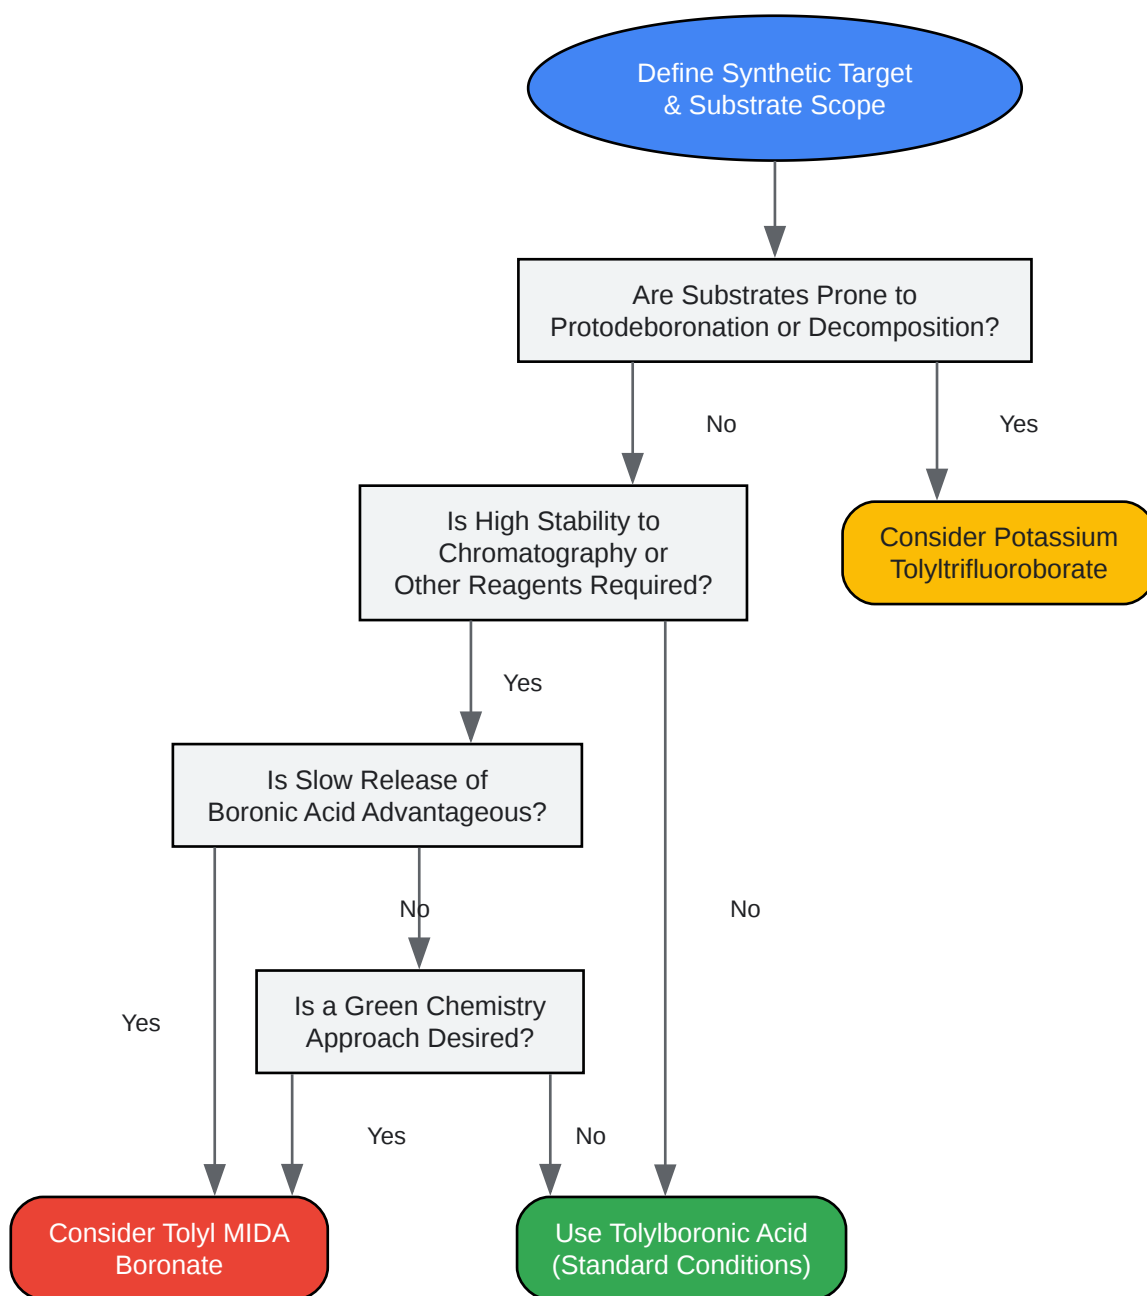 Define Synthetic Target
& Substrate Scope
Are Substrates Prone to
Protodeboronation or Decomposition?
No
Yes
Is High Stability to
Chromatography or
Other Reagents Required?
Consider Potassium
Tolyltrifluoroborate
Yes
Is Slow Release of
Boronic Acid Advantageous?
No
No
Is a Green Chemistry
Approach Desired?
Yes
Yes
No
Consider Tolyl MIDA
Boronate
Use Tolylboronic Acid
(Standard Conditions)